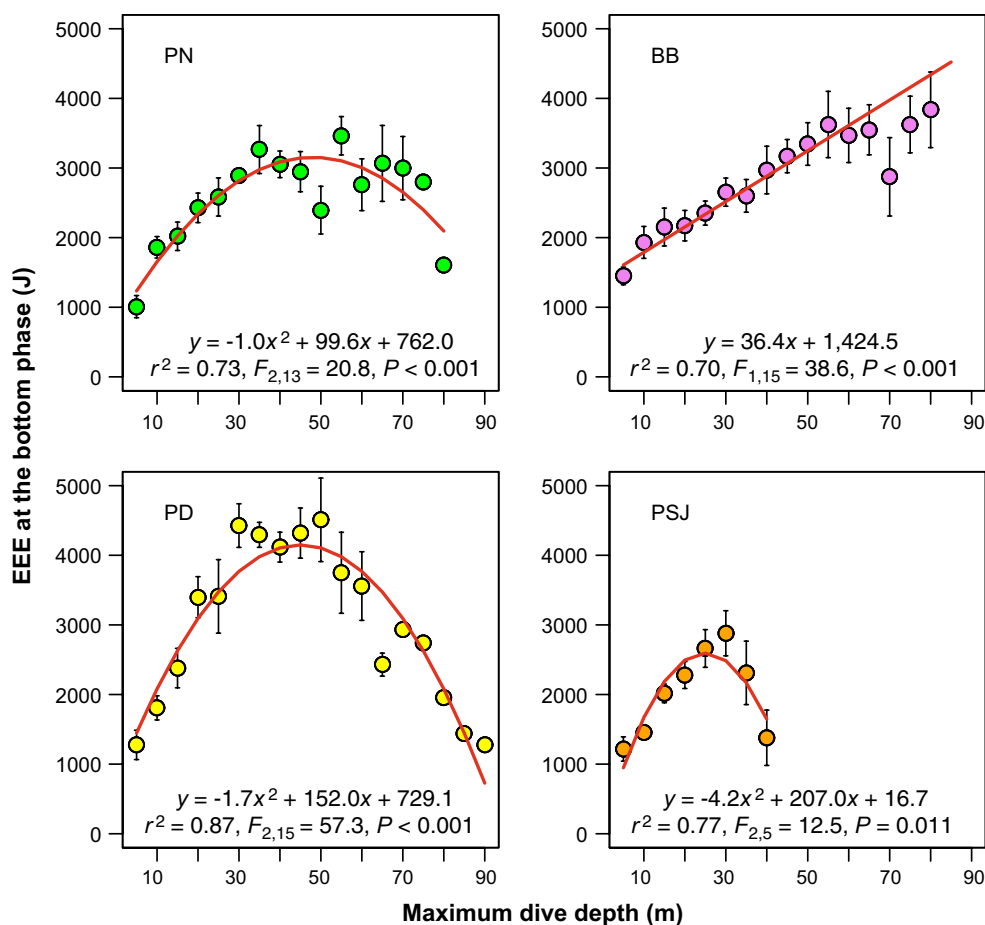 EEE at the bottom phase (J)
5000
4000
3000
2000
1000
0
PN
y = -1.0x² + 99.6x + 762.0
r² = 0.73, F₂,₁₃ = 20.8, P < 0.001
10 30 50 70 90
5000
4000
3000
2000
1000
0
BB
y = 36.4x + 1,424.5
r² = 0.70, F₁,₁₅ = 38.6, P < 0.001
10 30 50 70 90
5000
4000
3000
2000
1000
0
PD
y = -1.7x² + 152.0x + 729.1
r² = 0.87, F₂,₁₅ = 57.3, P < 0.001
10 30 50 70 90
5000
4000
3000
2000
1000
0
PSJ
y = -4.2x² + 207.0x + 16.7
r² = 0.77, F₂,₅ = 12.5, P = 0.011
10 30 50 70 90
Maximum dive depth (m)